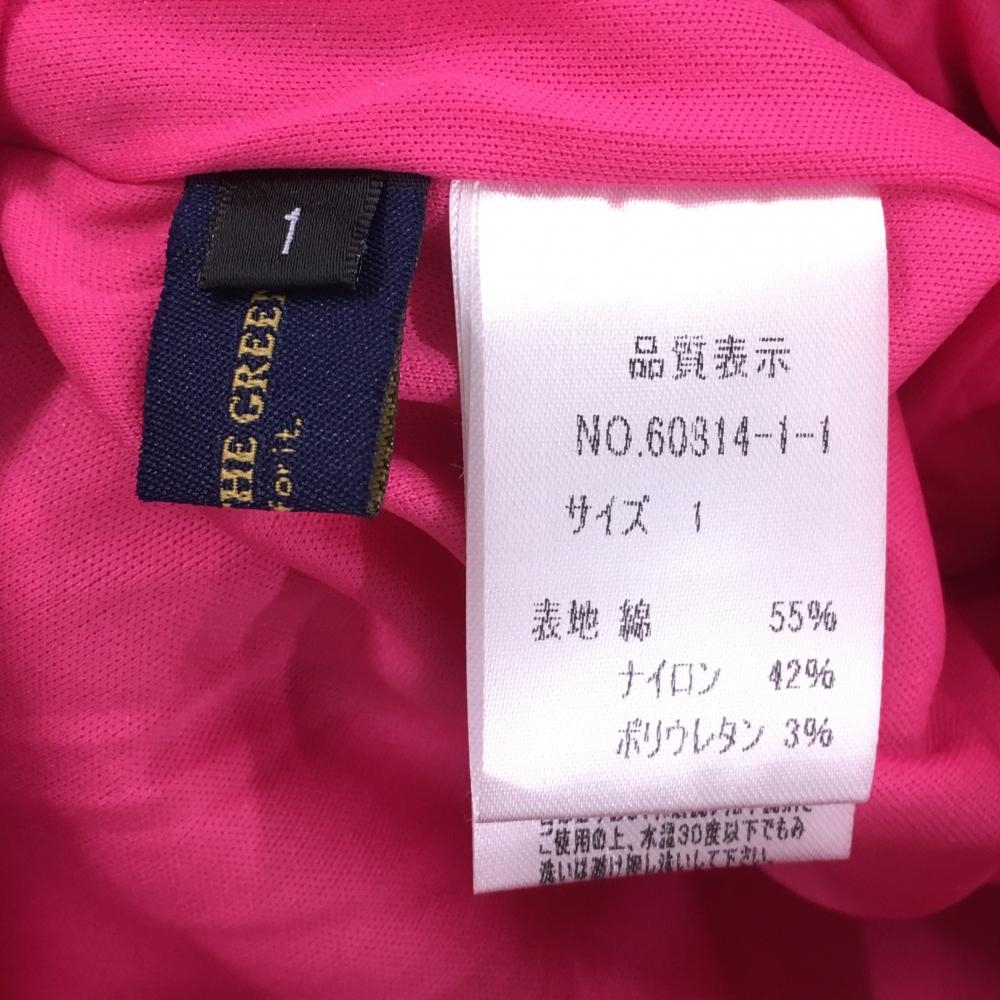 1
THE GREEN
for it.
品質表示
NO.60814-1-1
サイズ 1
表地 綿 55%
ナイロン 42%
ポリウレタン 3%
ご使用の上、水温30度以下でもみ
洗いは避け押し洗いして下さい。